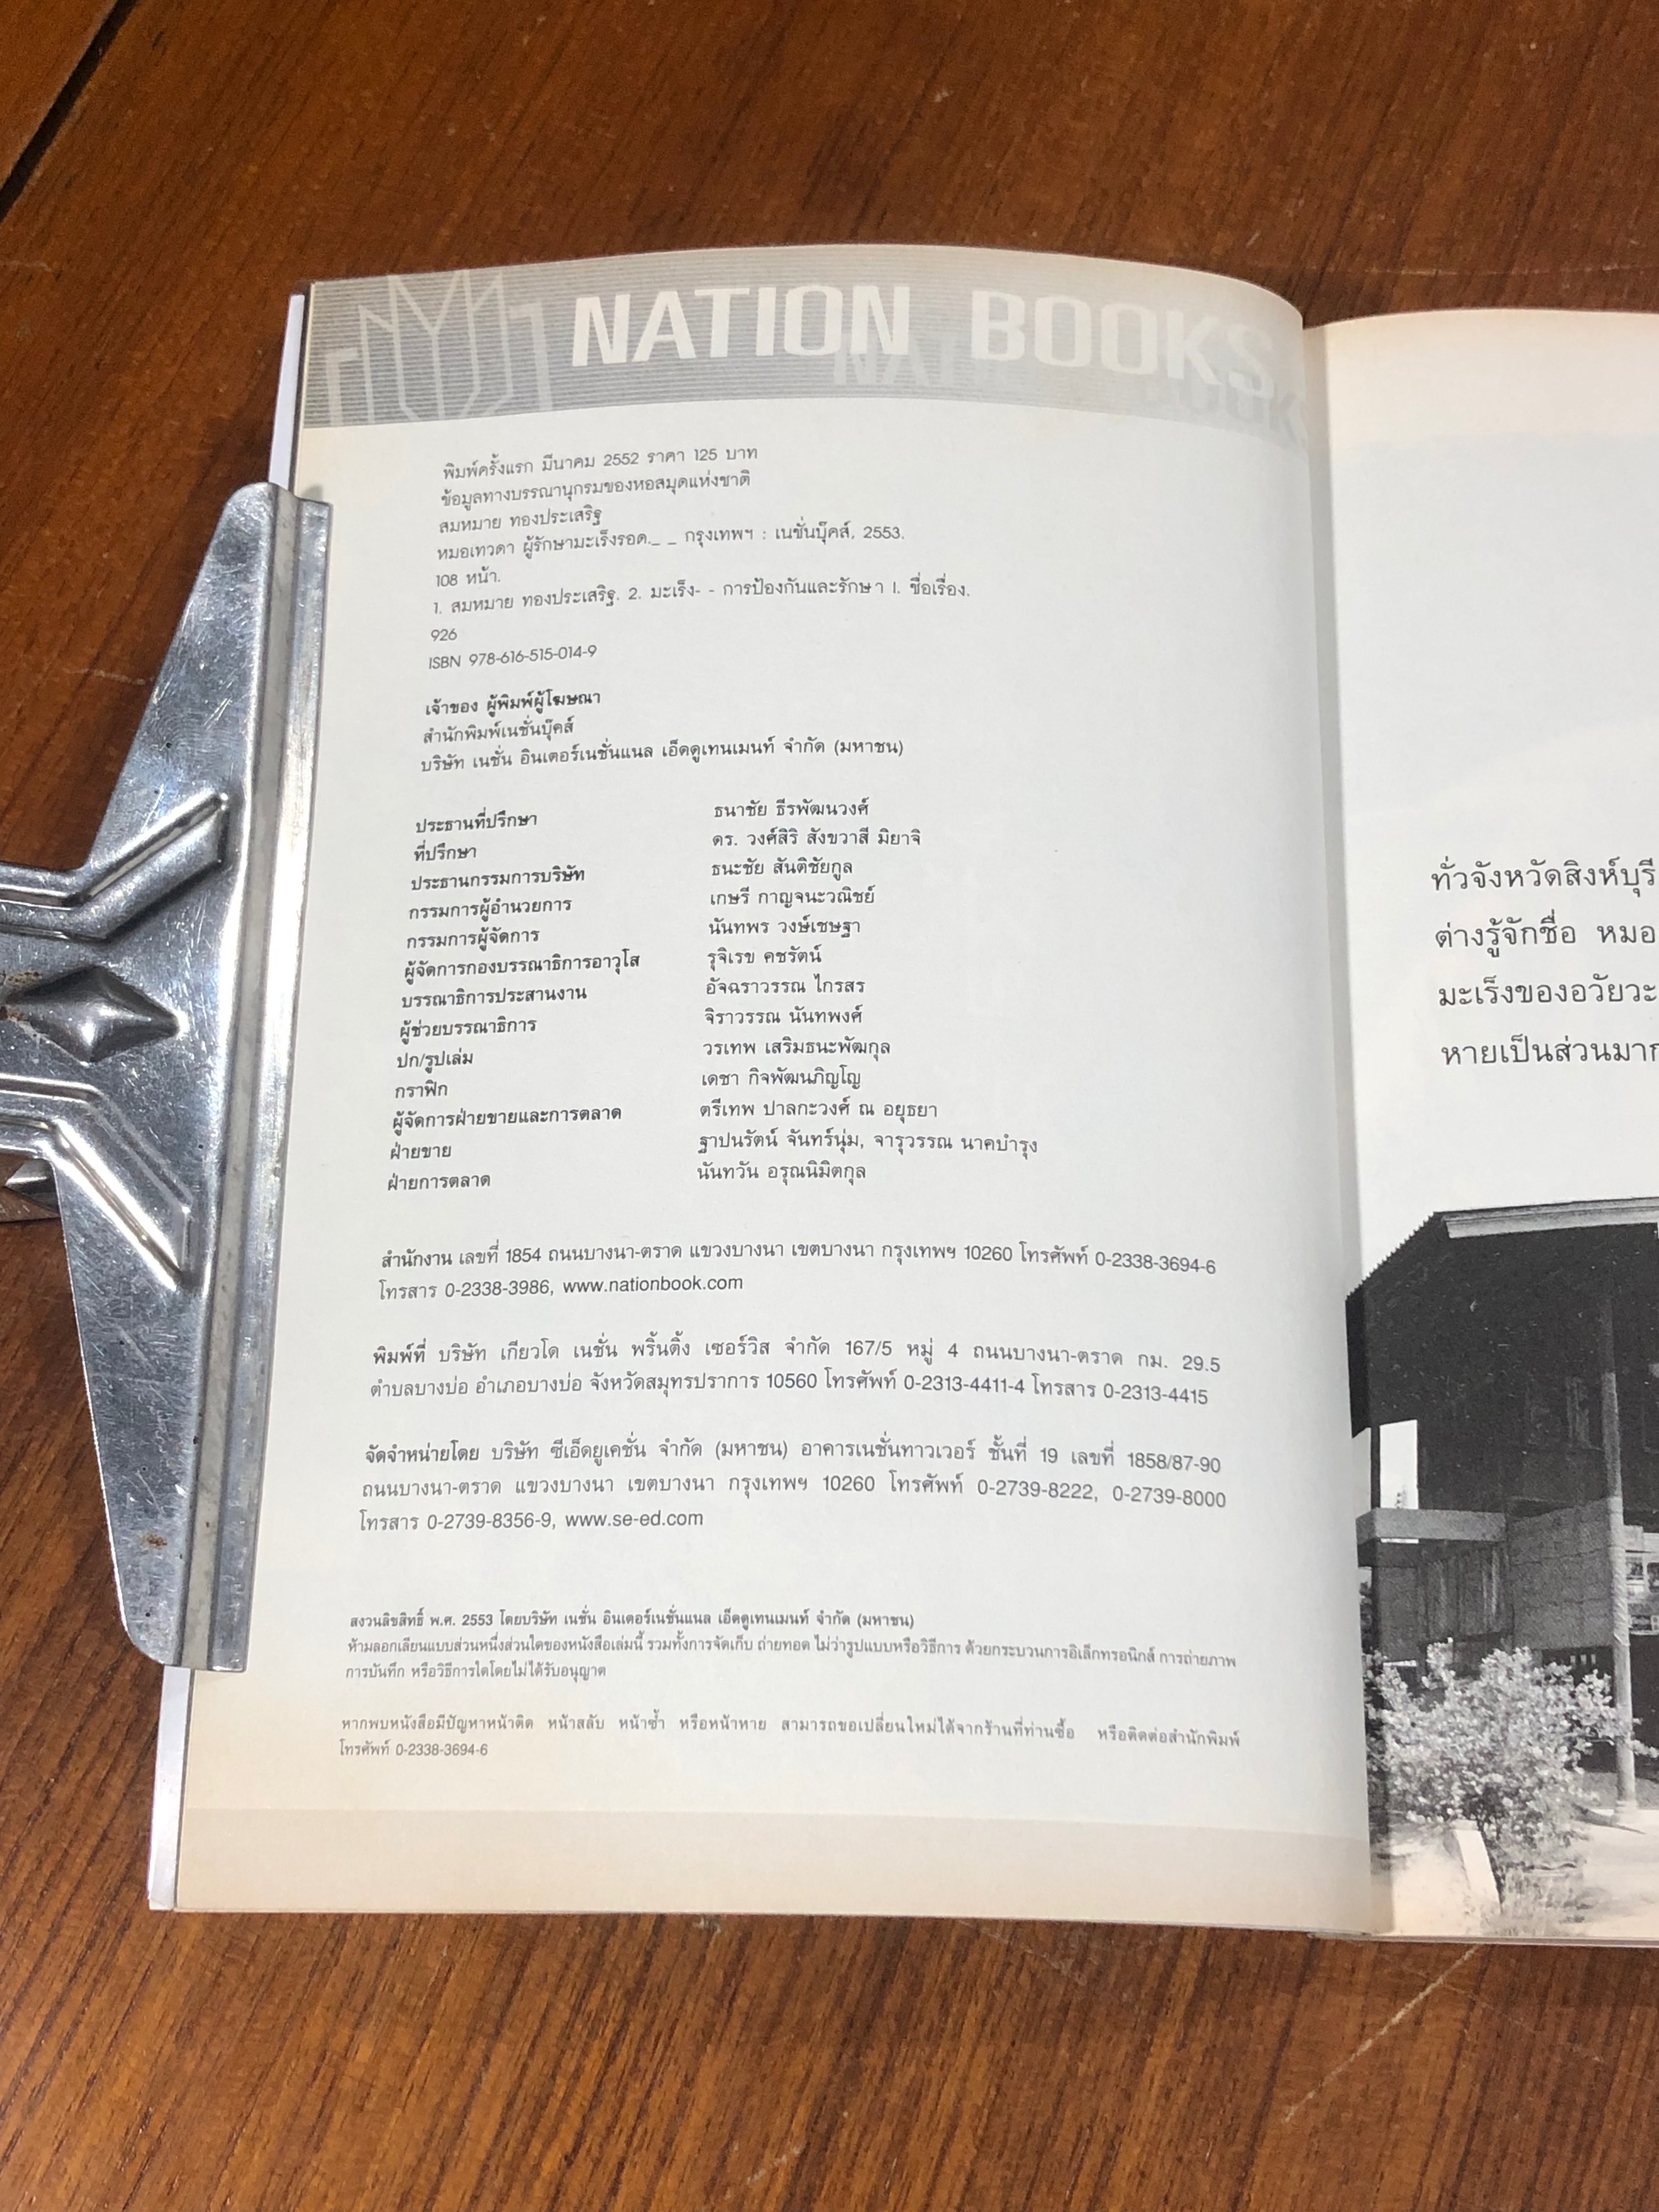 NATION BOOKS
พิมพ์ครั้งแรก มีนาคม 2552 ราคา 125 บาท
ข้อมูลทางบรรณานุกรมของหอสมุดแห่งชาติ
สมหมาย ทองประเสริฐ
หมอเทวดา ผู้รักษามะเร็งรอด._ _ กรุงเทพฯ : เนชั่นบุ๊คส์, 2553.
108 หน้า.
1. สมหมาย ทองประเสริฐ. 2. มะเร็ง- - การป้องกันและรักษา I. ชื่อเรื่อง.
926
ISBN 978-616-515-014-9
เจ้าของ ผู้พิมพ์ผู้โฆษณา
สำนักพิมพ์เนชั่นบุ๊คส์
บริษัท เนชั่น อินเตอร์เนชั่นแนล เอ็ดดูเทนเมนท์ จำกัด (มหาชน)
ประธานที่ปรึกษา ธนาชัย ธีรพัฒนวงศ์
ที่ปรึกษา ดร. วงศ์สิริ สังขวาสี มิยาจิ
ประธานกรรมการบริษัท ธนะชัย สันติชัยกูล
กรรมการผู้อำนวยการ เกษรี กาญจนะวณิชย์
กรรมการผู้จัดการ นันทพร วงษ์เชษฐา
ผู้จัดการกองบรรณาธิการอาวุโส รุจิเรข คชรัตน์
บรรณาธิการประสานงาน อัจฉราวรรณ ไกรสร
ผู้ช่วยบรรณาธิการ จิราวรรณ นันทพงศ์
ปก/รูปเล่ม วรเทพ เสริมธนะพัฒกุล
กราฟิก เดชา กิจพัฒนภิญโญ
ผู้จัดการฝ่ายขายและการตลาด ตรีเทพ ปาลกะวงศ์ ณ อยุธยา
ฝ่ายขาย ฐาปนรัตน์ จันทร์นุ่ม, จารุวรรณ นาคบำรุง
ฝ่ายการตลาด นันทวัน อรุณนิมิตกุล
สำนักงาน เลขที่ 1854 ถนนบางนา-ตราด แขวงบางนา เขตบางนา กรุงเทพฯ 10260 โทรศัพท์ 0-2338-3694-6
โทรสาร 0-2338-3986, www.nationbook.com
พิมพ์ที่ บริษัท เกียวโด เนชั่น พริ้นติ้ง เซอร์วิส จำกัด 167/5 หมู่ 4 ถนนบางนา-ตราด กม. 29.5
ตำบลบางบ่อ อำเภอบางบ่อ จังหวัดสมุทรปราการ 10560 โทรศัพท์ 0-2313-4411-4 โทรสาร 0-2313-4415
จัดจำหน่ายโดย บริษัท ซีเอ็ดยูเคชั่น จำกัด (มหาชน) อาคารเนชั่นทาวเวอร์ ชั้นที่ 19 เลขที่ 1858/87-90
ถนนบางนา-ตราด แขวงบางนา เขตบางนา กรุงเทพฯ 10260 โทรศัพท์ 0-2739-8222, 0-2739-8000
โทรสาร 0-2739-8356-9, www.se-ed.com
สงวนลิขสิทธิ์ พ.ศ. 2553 โดยบริษัท เนชั่น อินเตอร์เนชั่นแนล เอ็ดดูเทนเมนท์ จำกัด (มหาชน)
ห้ามลอกเลียนแบบส่วนหนึ่งส่วนใดของหนังสือเล่มนี้ รวมทั้งการจัดเก็บ ถ่ายทอด ไม่ว่ารูปแบบหรือวิธีการ ด้วยกระบวนการอิเล็กทรอนิกส์ การถ่ายภาพ
การบันทึก หรือวิธีการใดโดยไม่ได้รับอนุญาต
หากพบหนังสือมีปัญหาหน้าติด หน้าสลับ หน้าซ้ำ หรือหน้าหาย สามารถขอเปลี่ยนใหม่ได้จากร้านที่ท่านซื้อ หรือติดต่อสำนักพิมพ์
โทรศัพท์ 0-2338-3694-6
ทั่วจังหวัดสิงห์บุรี
ต่างรู้จักชื่อ หมอ
มะเร็งของอวัยวะ
หายเป็นส่วนมาก